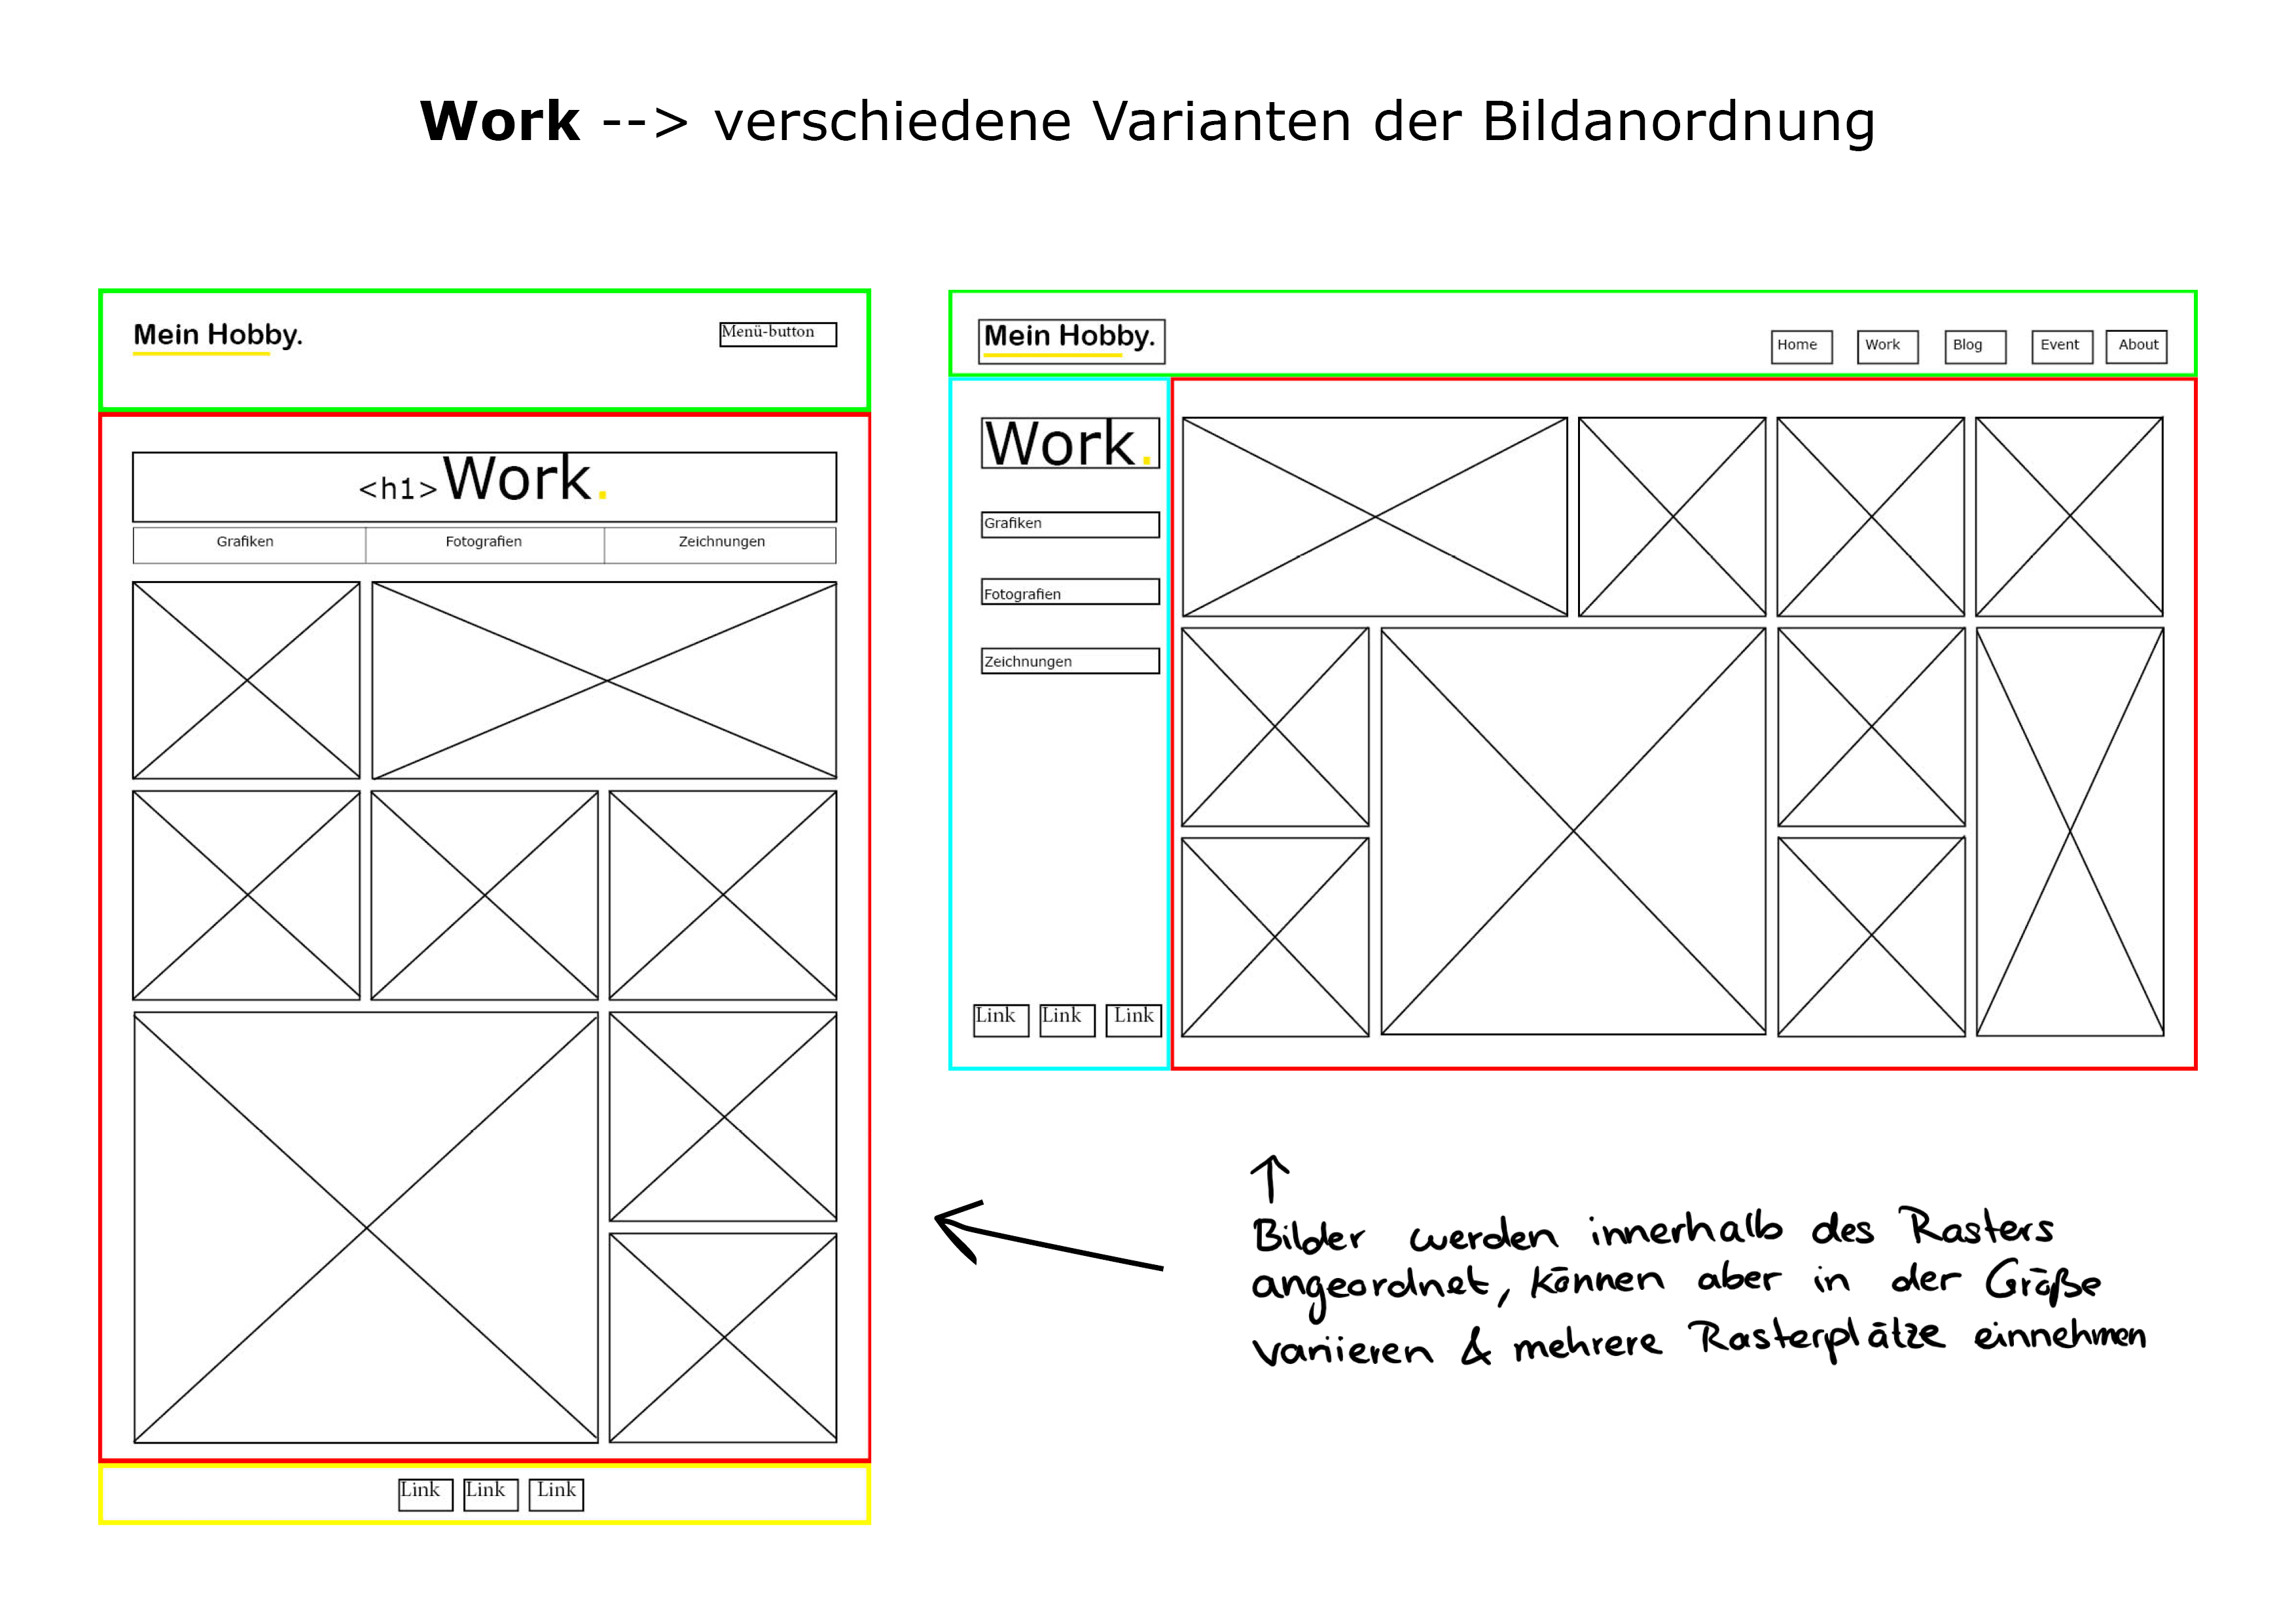 Work --> verschiedene Varianten der Bildanordnung
Mein Hobby.
Menü-button
<h1>Work.
Grafiken Fotografien Zeichnungen
Link Link Link
Mein Hobby.
Home Work Blog Event About
Work.
Grafiken
Fotografien
Zeichnungen
Link Link Link
Bilder werden innerhalb des Rasters
angeordnet, können aber in der Größe
variieren & mehrere Rasterplätze einnehmen